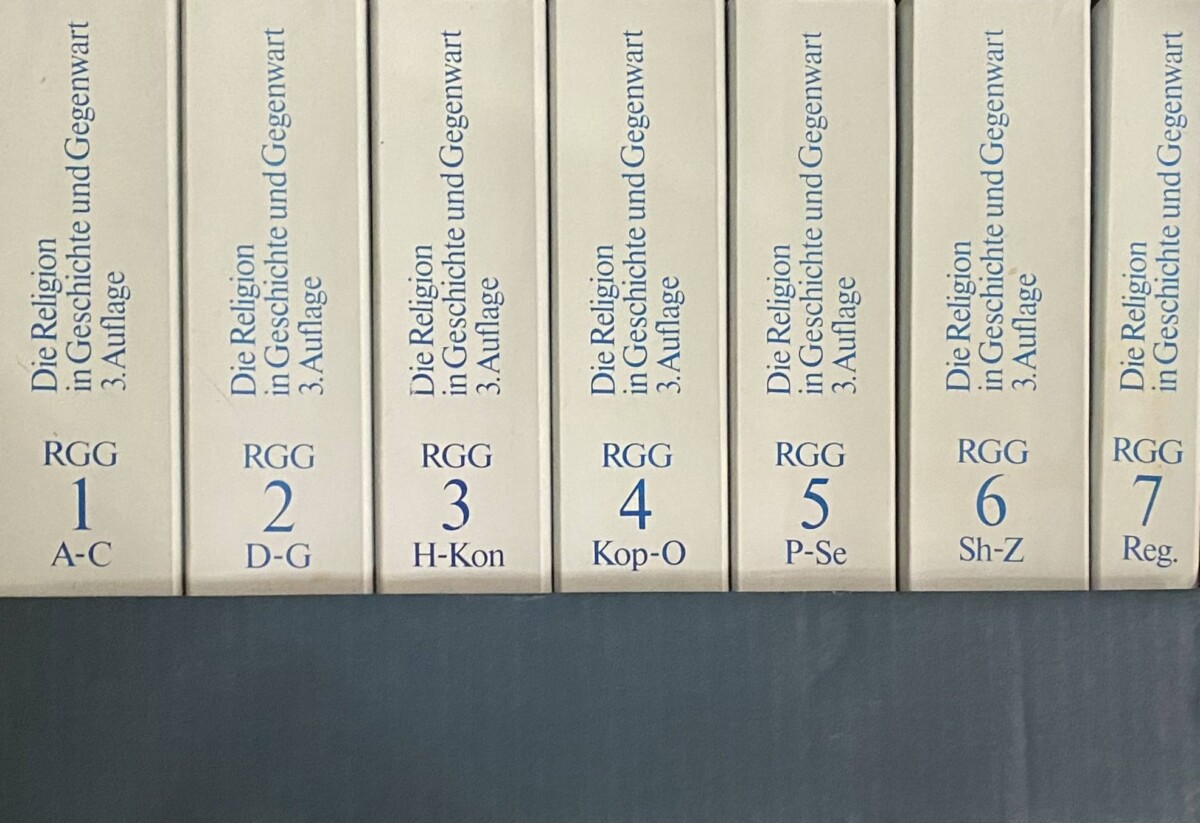 Die Religion
in Geschichte und Gegenwart
3. Auflage
RGG
1
A-C
Die Religion
in Geschichte und Gegenwart
3. Auflage
RGG
2
D-G
Die Religion
in Geschichte und Gegenwart
3. Auflage
RGG
3
H-Kon
Die Religion
in Geschichte und Gegenwart
3. Auflage
RGG
4
Kop-O
Die Religion
in Geschichte und Gegenwart
3. Auflage
RGG
5
P-Se
Die Religion
in Geschichte und Gegenwart
3. Auflage
RGG
6
Sh-Z
Die Religion
in Geschichte und Gegenwart
RGG
7
Reg.